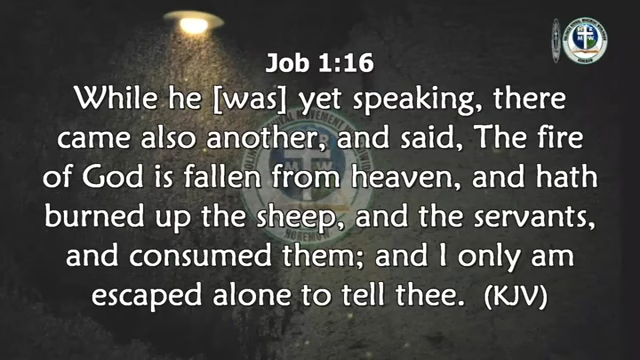 Job 1:16
While he [was] yet speaking, there
came also another, and said, The fire
of God is fallen from heaven, and hath
burned up the sheep, and the servants,
and consumed them; and I only am
escaped alone to tell thee. (KJV)